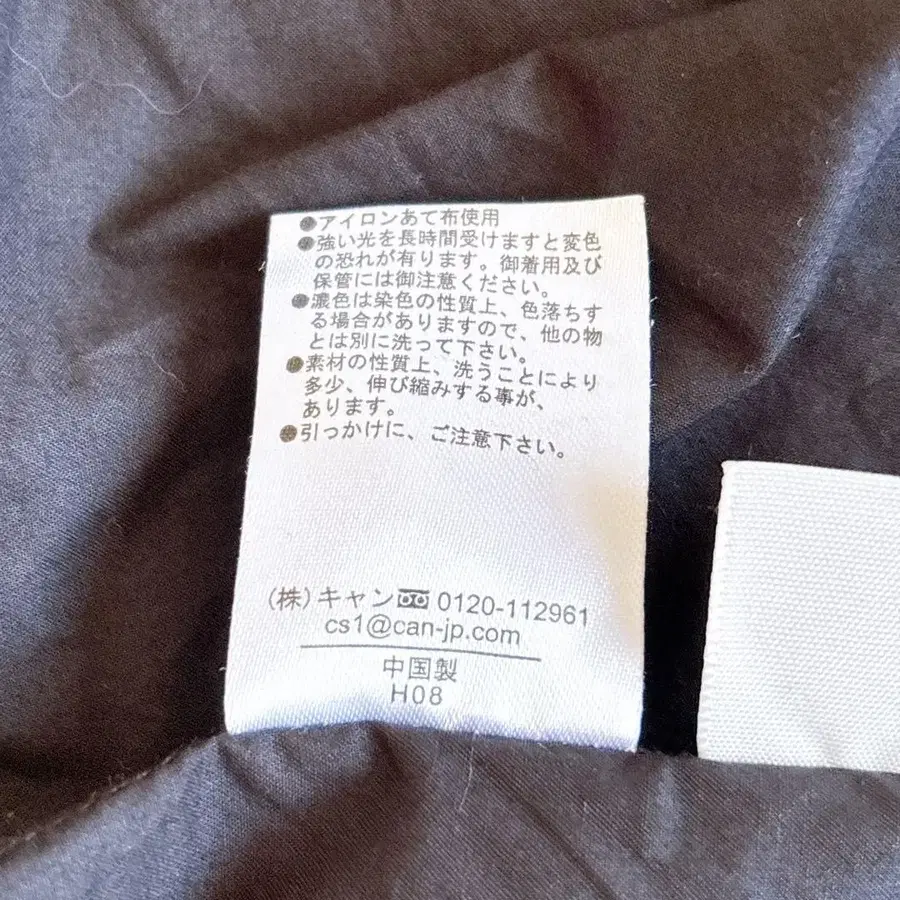 ●アイロンあて布使用
●強い光を長時間受けますと変色
の恐れが有ります。御着用及び
保管には御注意ください。
●濃色は染色の性質上、色落ちす
る場合がありますので、他の物
とは別に洗って下さい。
●素材の性質上、洗うことにより
多少、伸び縮みする事が、
あります。
●引っかけに、ご注意下さい。
(株)キャン 0120-112961
cs1@can-jp.com
中国製
H08